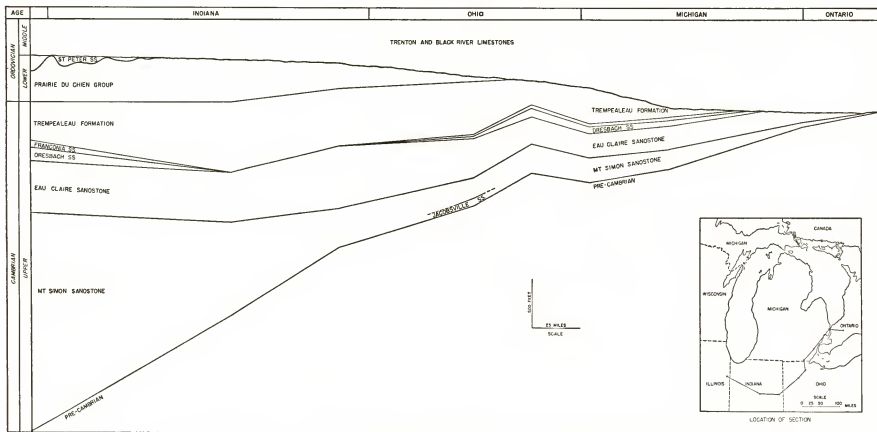 AGE
INDIANA
OHIO
MICHIGAN
ONTARIO
ORDOVICIAN
MIDDLE
LOWER
TRENTON AND BLACK RIVER LIMESTONES
ST PETER SS
PRAIRIE DU CHIEN GROUP
CAMBRIAN
UPPER
TREMPEALEAU FORMATION
FRANCONIA SS
DRESBACH SS
EAU CLAIRE SANDSTONE
MT SIMON SANDSTONE
PRE-CAMBRIAN
JACOBSVILLE SS
TREMPEALEAU FORMATION
DRESBACH SS
EAU CLAIRE SANDSTONE
MT SIMON SANDSTONE
PRE-CAMBRIAN
500 FEET
25 MILES
SCALE
CANADA
MICHIGAN
WISCONSIN
MICHIGAN
ONTARIO
ILLINOIS
INDIANA
OHIO
SCALE
0 25 50 100 MILES
LOCATION OF SECTION